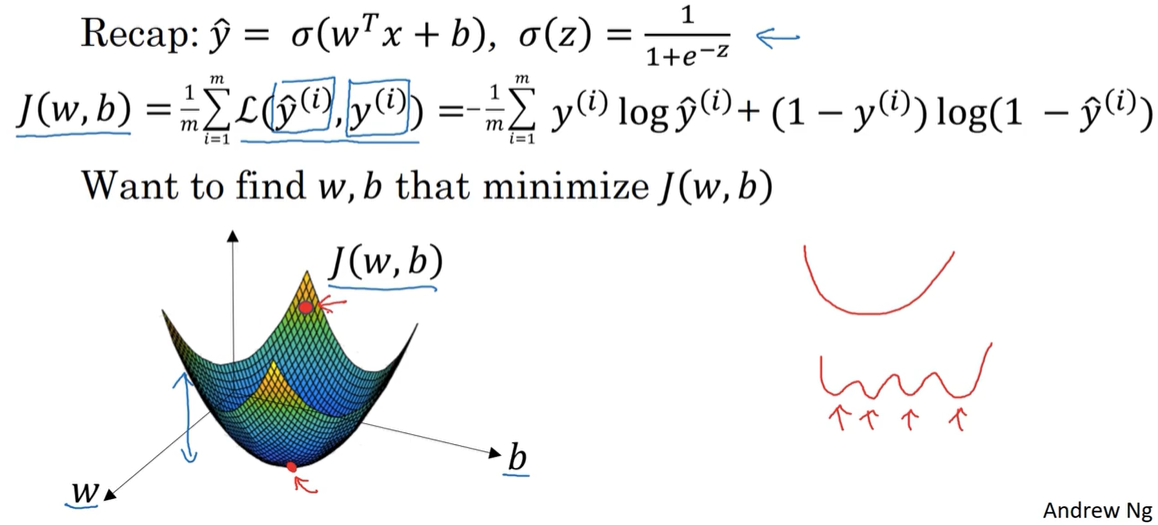 Recap: ŷ = σ(wᵀx + b), σ(z) = 1/(1+e⁻ᶻ)
J(w, b) = 1/m ∑ᵢ₌₁ᵐ ℒ(ŷ⁽ⁱ⁾, y⁽ⁱ⁾) = −1/m ∑ᵢ₌₁ᵐ y⁽ⁱ⁾ log ŷ⁽ⁱ⁾ + (1 − y⁽ⁱ⁾) log(1 − ŷ⁽ⁱ⁾)
Want to find w, b that minimize J(w, b)
J(w, b)
b
w
Andrew Ng